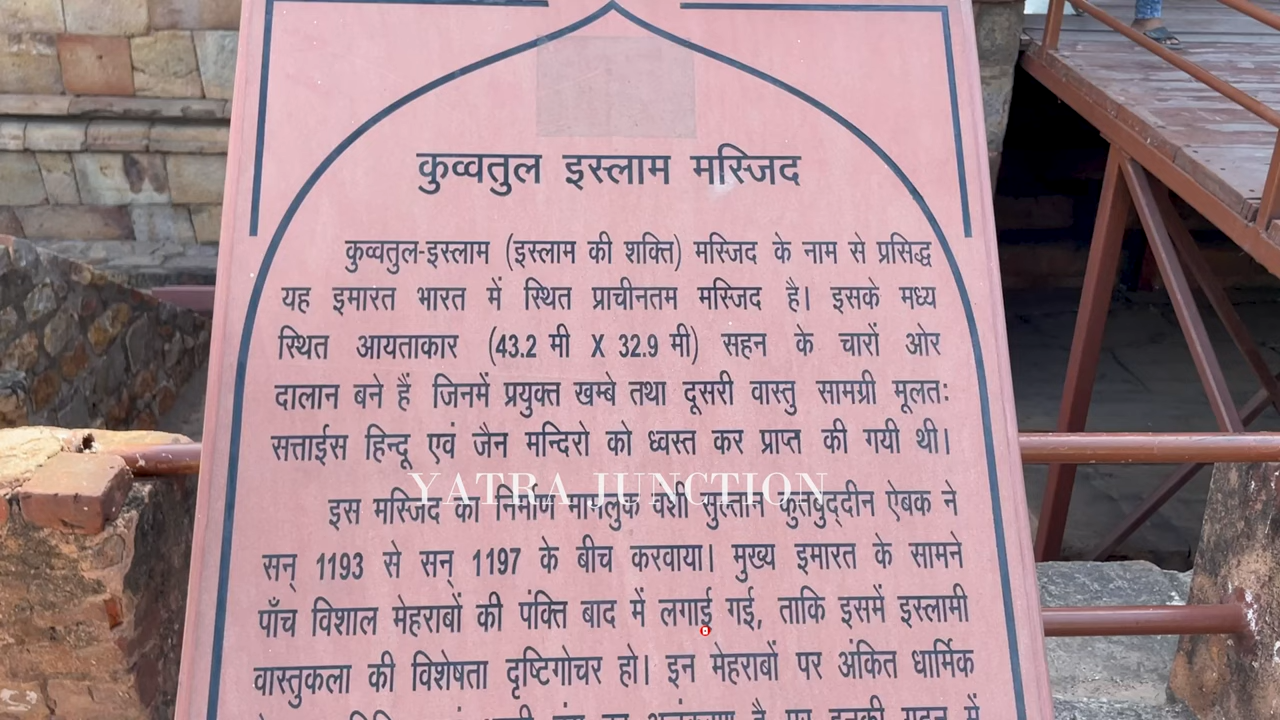 कुव्वतुल इस्लाम मस्जिद
कुव्वतुल-इस्लाम (इस्लाम की शक्ति) मस्जिद के नाम से प्रसिद्ध
यह इमारत भारत में स्थित प्राचीनतम मस्जिद है। इसके मध्य
स्थित आयताकार (43.2 मी X 32.9 मी) सहन के चारों ओर
दालान बने हैं जिनमें प्रयुक्त खम्बे तथा दूसरी वास्तु सामग्री मूलतः
सत्ताईस हिन्दू एवं जैन मन्दिरो को ध्वस्त कर प्राप्त की गयी थी।
YATRA JUNCTION
इस मस्जिद का निर्माण मामलुक वंशी सुल्तान कुतबुद्दीन ऐबक ने
सन् 1193 से सन् 1197 के बीच करवाया। मुख्य इमारत के सामने
पाँच विशाल मेहराबों की पंक्ति बाद में लगाई गई, ताकि इसमें इस्लामी
वास्तुकला की विशेषता दृष्टिगोचर हो। इन मेहराबों पर अंकित धार्मिक